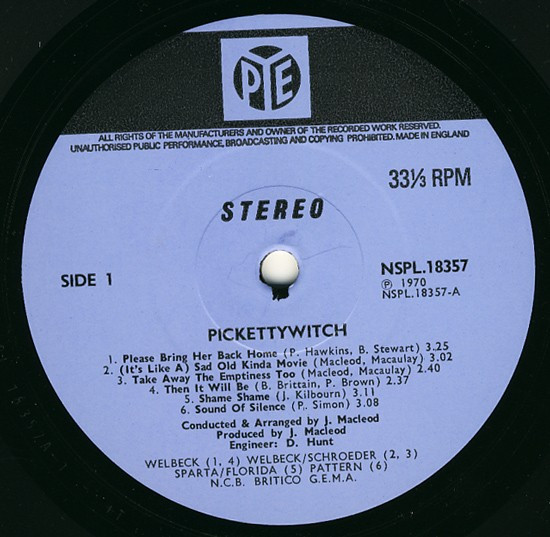 PYE
ALL RIGHTS OF THE MANUFACTURERS AND OWNER OF THE RECORDED WORK RESERVED.
UNAUTHORISED PUBLIC PERFORMANCE, BROADCASTING AND COPYING PROHIBITED. MADE IN ENGLAND
33⅓ RPM
STEREO
SIDE 1
NSPL.18357
Ⓟ 1970
NSPL.18357-A
PICKETTYWITCH
1. Please Bring Her Back Home (P. Hawkins, B. Stewart) 3.25
2. (It's Like A) Sad Old Kinda Movie (Macleod, Macaulay) 3.02
3. Take Away The Emptiness Too (Macleod, Macaulay) 2.40
4. Then It Will Be (B. Brittain, P. Brown) 2.37
5. Shame Shame (J. Kilbourn) 3.11
6. Sound Of Silence (P.. Simon) 3.08
Conducted & Arranged by J. Macleod
Produced by J. Macleod
Engineer: D. Hunt
WELBECK (1, 4) WELBECK/SCHROEDER (2, 3)
SPARTA/FLORIDA (5) PATTERN (6)
N.C.B. BRITICO G.E.M.A.